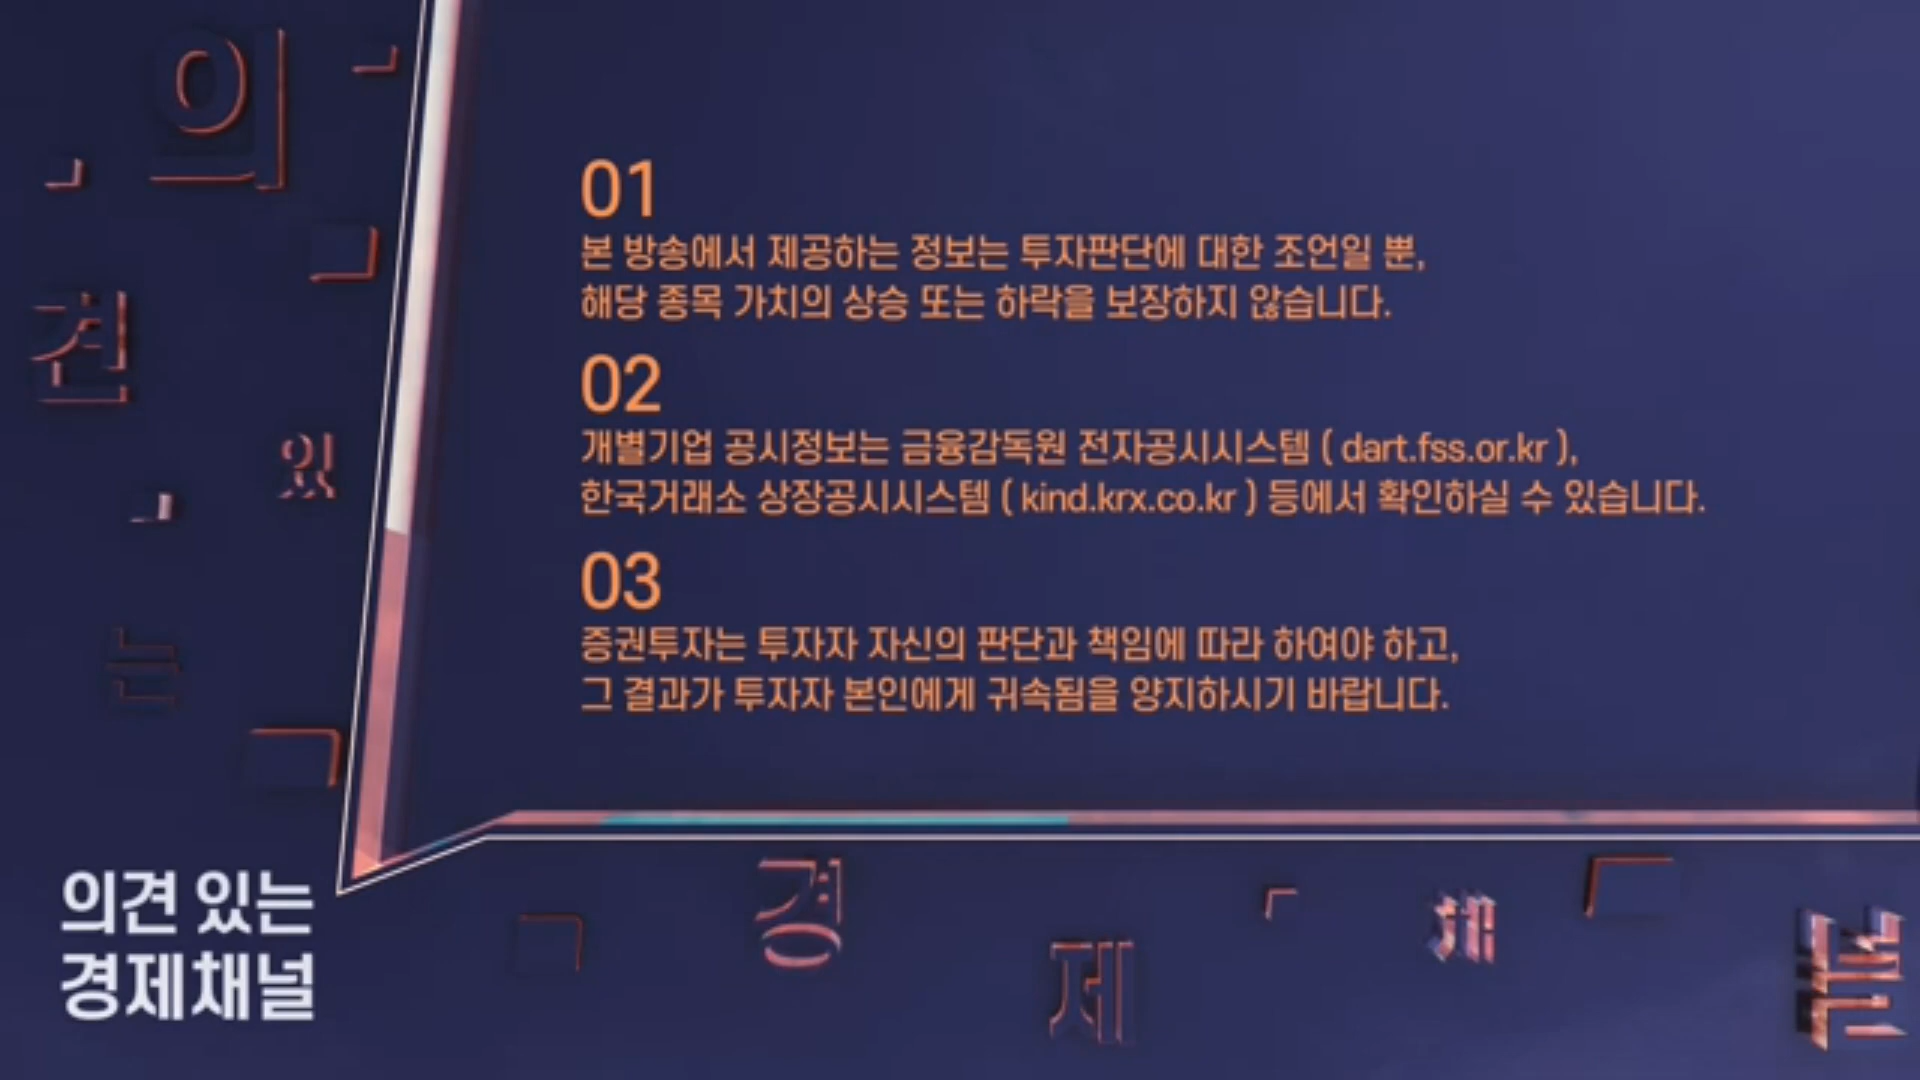 01
본 방송에서 제공하는 정보는 투자판단에 대한 조언일 뿐,
해당 종목 가치의 상승 또는 하락을 보장하지 않습니다.
02
개별기업 공시정보는 금융감독원 전자공시시스템 ( dart.fss.or.kr ),
한국거래소 상장공시시스템 ( kind.krx.co.kr ) 등에서 확인하실 수 있습니다.
03
증권투자는 투자자 자신의 판단과 책임에 따라 하여야 하고,
그 결과가 투자자 본인에게 귀속됨을 양지하시기 바랍니다.
의견 있는
경제채널
의
견
있
는
경
제
채